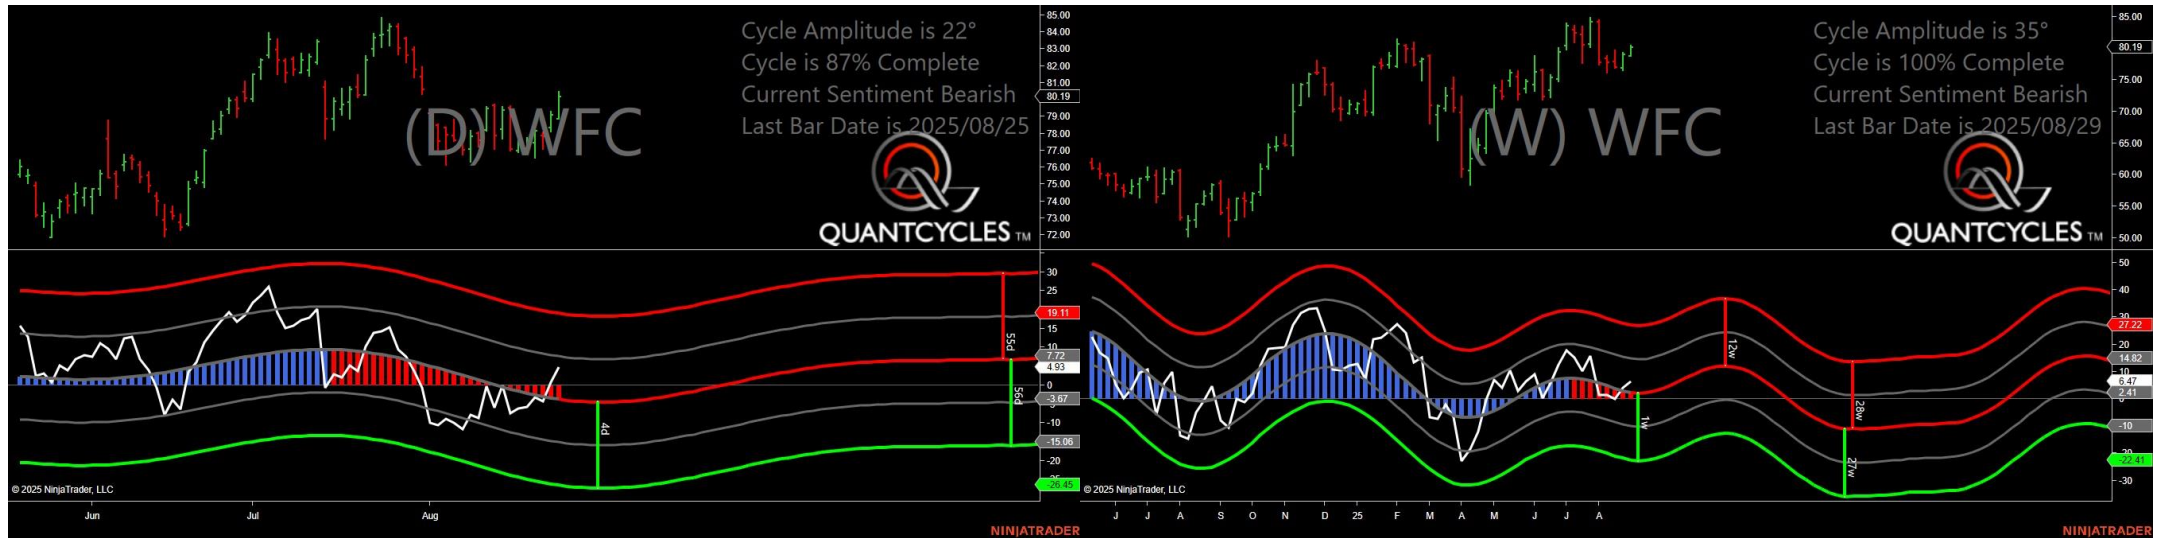 Cycle Amplitude is 22°
Cycle is 87% Complete
Current Sentiment Bearish
Last Bar Date is 2025/08/25
(D) WFC
QUANTCYCLES TM
85.00
84.00
83.00
82.00
81.00
80.19
79.00
78.00
77.00
76.00
75.00
74.00
73.00
72.00
30
25
19.11
15
10
7.72
4.93
0
-3.67
-10
-15.06
-20
-26.45
55d
56d
4d
© 2025 NinjaTrader, LLC
Jun
Jul
Aug
NINJATRADER
Cycle Amplitude is 35°
Cycle is 100% Complete
Current Sentiment Bearish
Last Bar Date is 2025/08/29
(W) WFC
QUANTCYCLES TM
85.00
80.19
75.00
70.00
65.00
60.00
55.00
50.00
50
40
27.22
20
14.82
10
6.47
2.41
-10
-22.41
-30
12w
28w
1w
27w
© 2025 NinjaTrader, LLC
J
J
A
S
O
N
D
25
F
M
A
M
J
J
A
NINJATRADER